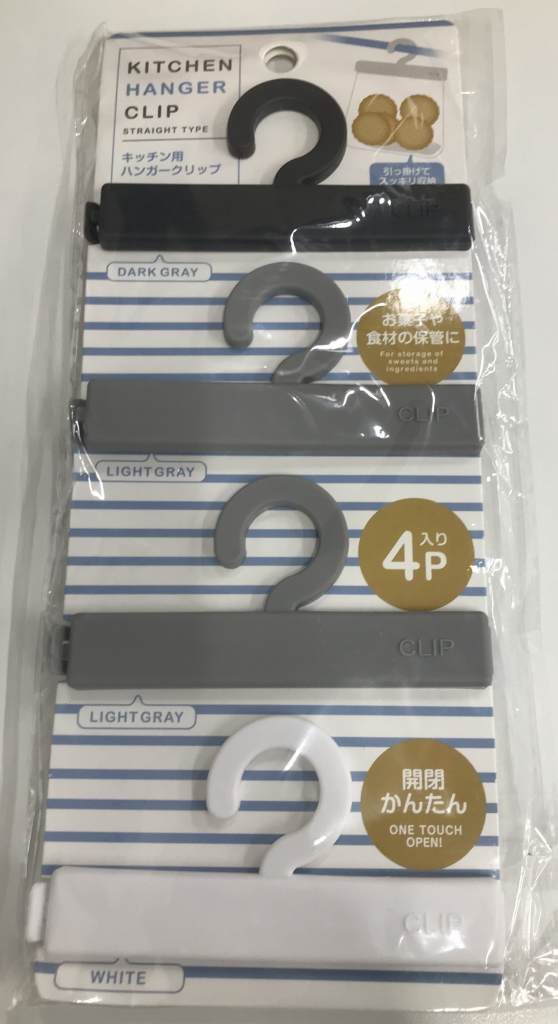 KITCHEN
HANGER
CLIP
STRAIGHT TYPE
キッチン用
ハンガークリップ
引っ掛けて
スッキリ収納
CLIP
DARK GRAY
お菓子や
食材の保管に
For storage of
sweets and
ingredients
CLIP
LIGHT GRAY
4P入り
CLIP
LIGHT GRAY
開閉
かんたん
ONE TOUCH
OPEN!
CLIP
WHITE